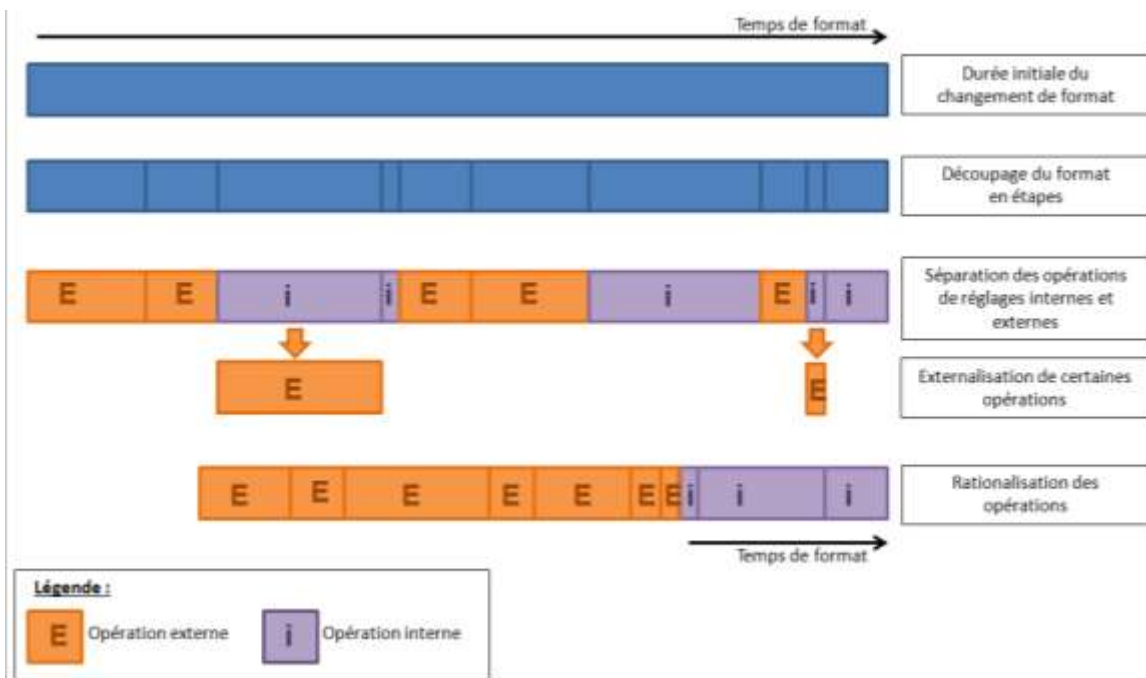 Temps de format
Durée initiale du
changement de format
Découpage du format
en étapes
E E i i E E i E i i
Séparation des opérations
de réglages internes et
externes
E E
Externalisation de certaines
opérations
E E E E E E E i i i
Rationalisation des
opérations
Temps de format
Légende :
E Opération externe i Opération interne